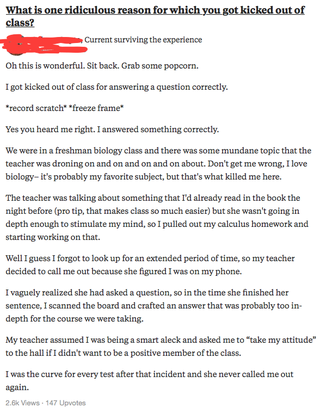 What is one ridiculous reason for which you got kicked out of
class?
, Current surviving the experience
Oh this is wonderful. Sit back. Grab some popcorn.
I got kicked out of class for answering a question correctly.
*record scratch* *freeze frame*
Yes you heard me right. I answered something correctly.
We were in a freshman biology class and there was some mundane topic that the
teacher was droning on and on and on and on about. Don't get me wrong, I love
biology– it's probably my favorite subject, but that's what killed me here.
The teacher was talking about something that I'd already read in the book the
night before (pro tip, that makes class so much easier) but she wasn't going in
depth enough to stimulate my mind, so I pulled out my calculus homework and
starting working on that.
Well I guess I forgot to look up for an extended period of time, so my teacher
decided to call me out because she figured I was on my phone.
I vaguely realized she had asked a question, so in the time she finished her
sentence, I scanned the board and crafted an answer that was probably too in-
depth for the course we were taking.
My teacher assumed I was being a smart aleck and asked me to “take my attitude”
to the hall if I didn't want to be a positive member of the class.
I was the curve for every test after that incident and she never called me out
again.
2.6k Views · 147 Upvotes